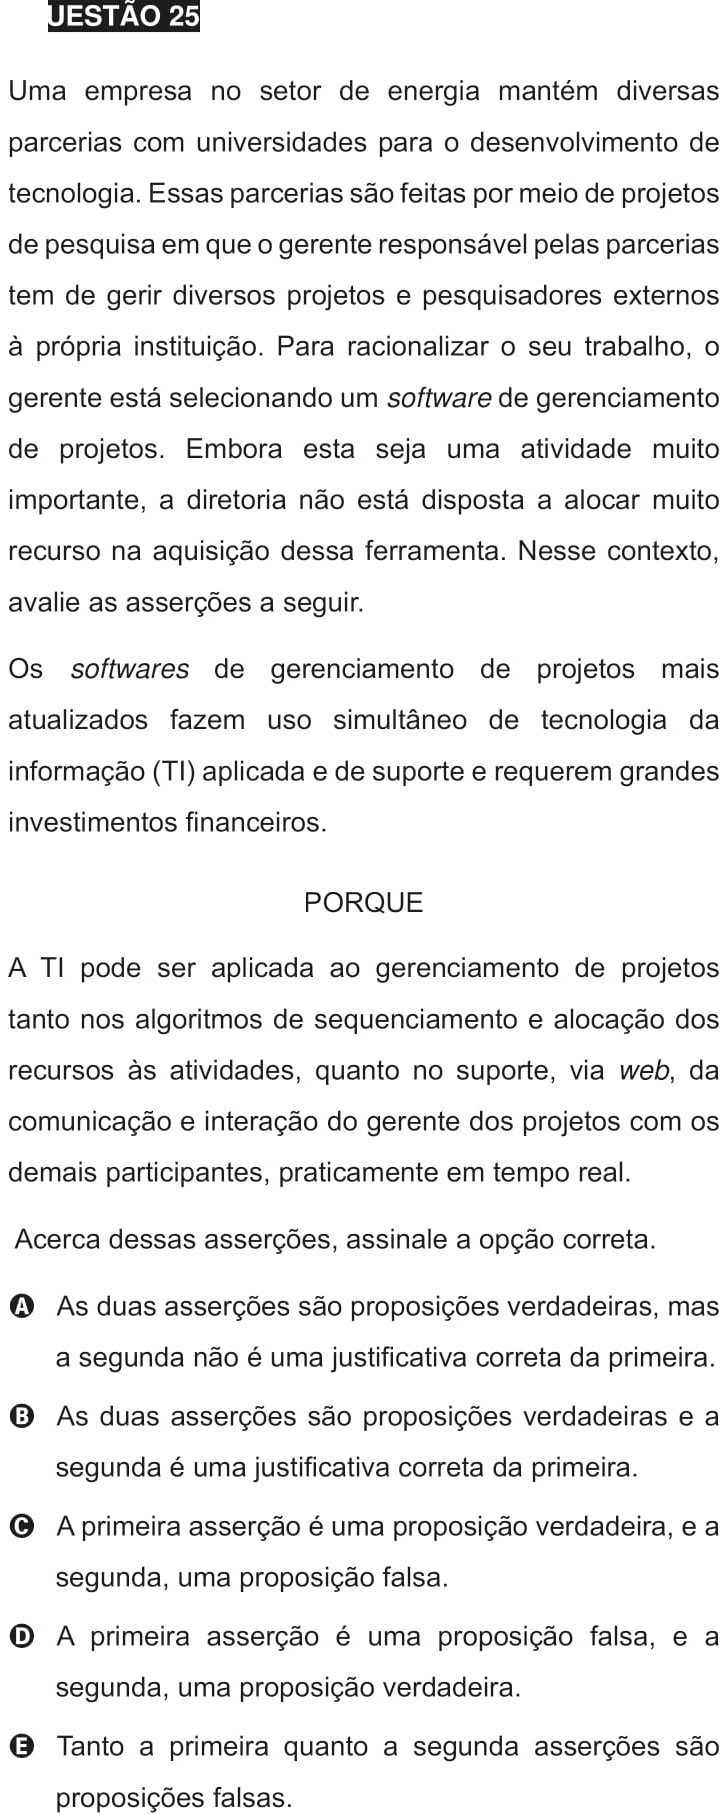 UESTÃO 25
Uma empresa no setor de energia mantém diversas
parcerias com universidades para o desenvolvimento de
tecnologia. Essas parcerias são feitas por meio de projetos
de pesquisa em que o gerente responsável pelas parcerias
tem de gerir diversos projetos e pesquisadores externos
à própria instituição. Para racionalizar o seu trabalho, o
gerente está selecionando um software de gerenciamento
de projetos. Embora esta seja uma atividade muito
importante, a diretoria não está disposta a alocar muito
recurso na aquisição dessa ferramenta. Nesse contexto,
avalie as asserções a seguir.
Os softwares de gerenciamento de projetos mais
atualizados fazem uso simultâneo de tecnologia da
informação (TI) aplicada e de suporte e requerem grandes
investimentos financeiros.
PORQUE
A TI pode ser aplicada ao gerenciamento de projetos
tanto nos algoritmos de sequenciamento e alocação dos
recursos às atividades, quanto no suporte, via web, da
comunicação e interação do gerente dos projetos com os
demais participantes, praticamente em tempo real.
Acerca dessas asserções, assinale a opção correta.
A As duas asserções são proposições verdadeiras, mas
a segunda não é uma justificativa correta da primeira.
B As duas asserções são proposições verdadeiras e a
segunda é uma justificativa correta da primeira.
C A primeira asserção é uma proposição verdadeira, e a
segunda, uma proposição falsa.
D A primeira asserção é uma proposição falsa, e a
segunda, uma proposição verdadeira.
E Tanto a primeira quanto a segunda asserções são
proposições falsas.